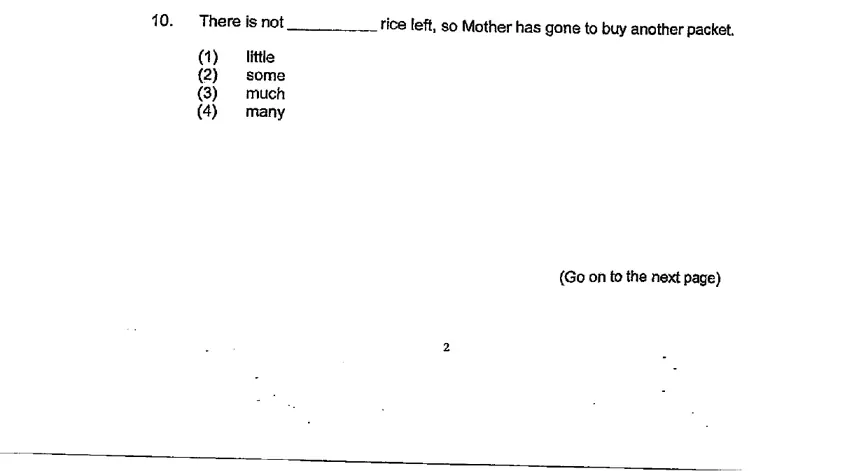 10. There is not __________ rice left, so Mother has gone to buy another packet.
(1) little
(2) some
(3) much
(4) many
(Go on to the next page)
2